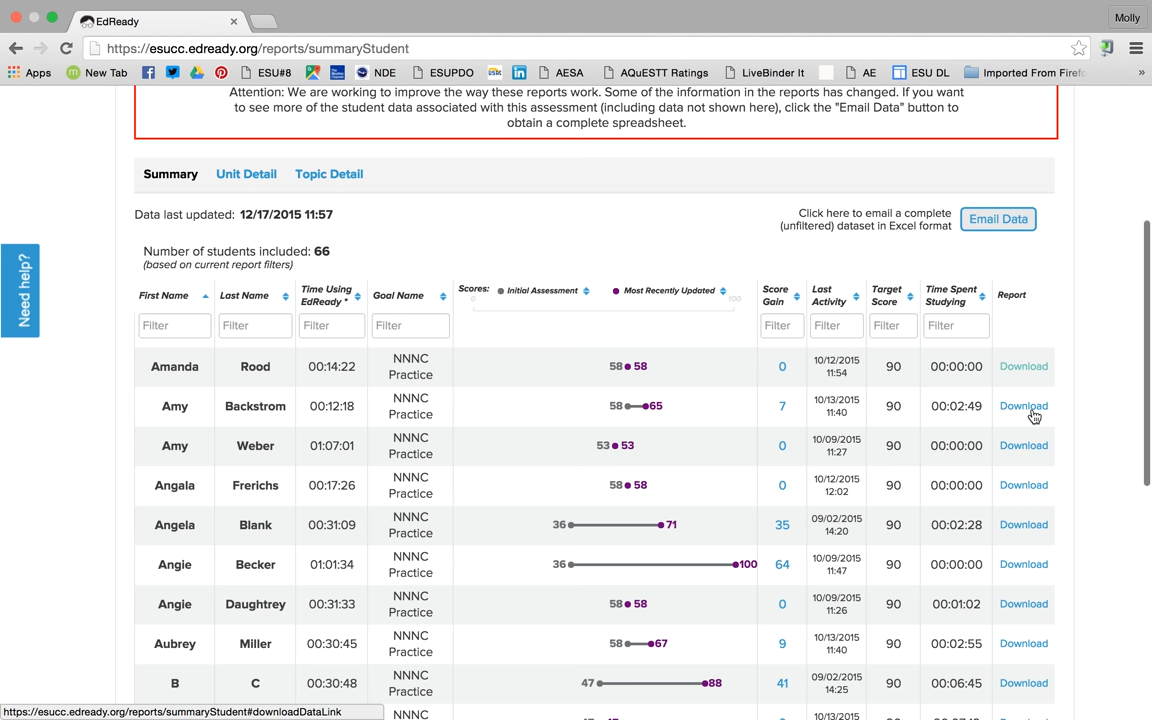 EdReady
Molly
https://esucc.edready.org/reports/summaryStudent
Apps New Tab ESU#8 NDE ESUPDO USDE AESA AQuESTT Ratings LiveBinder It AE ESU DL Imported From Firefo »
Attention: We are working to improve the way these reports work. Some of the information in the reports has changed. If you want
to see more of the student data associated with this assessment (including data not shown here), click the "Email Data" button to
obtain a complete spreadsheet.
Summary Unit Detail Topic Detail
Data last updated: 12/17/2015 11:57
Click here to email a complete
(unfiltered) dataset in Excel format
Email Data
Need help?
Number of students included: 66
(based on current report filters)
First Name Last Name Time Using EdReady * Goal Name Scores: Initial Assessment Most Recently Updated Score Gain Last Activity Target Score Time Spent Studying Report
0 100
Filter Filter Filter Filter Filter Filter Filter Filter
Amanda Rood 00:14:22 NNNC Practice 58 58 0 10/12/2015 11:54 90 00:00:00 Download
Amy Backstrom 00:12:18 NNNC Practice 58 65 7 10/13/2015 11:40 90 00:02:49 Download
Amy Weber 01:07:01 NNNC Practice 53 53 0 10/09/2015 11:27 90 00:00:00 Download
Angala Frerichs 00:17:26 NNNC Practice 58 58 0 10/12/2015 12:02 90 00:00:00 Download
Angela Blank 00:31:09 NNNC Practice 36 71 35 09/02/2015 14:20 90 00:02:28 Download
Angie Becker 01:01:34 NNNC Practice 36 100 64 10/09/2015 11:47 90 00:00:00 Download
Angie Daughtrey 00:31:33 NNNC Practice 58 58 0 10/09/2015 11:26 90 00:01:02 Download
Aubrey Miller 00:30:45 NNNC Practice 58 67 9 10/13/2015 11:40 90 00:02:55 Download
B C 00:30:48 NNNC Practice 47 88 41 09/02/2015 14:25 90 00:06:45 Download
NNNC
https://esucc.edready.org/reports/summaryStudent#downloadDataLink